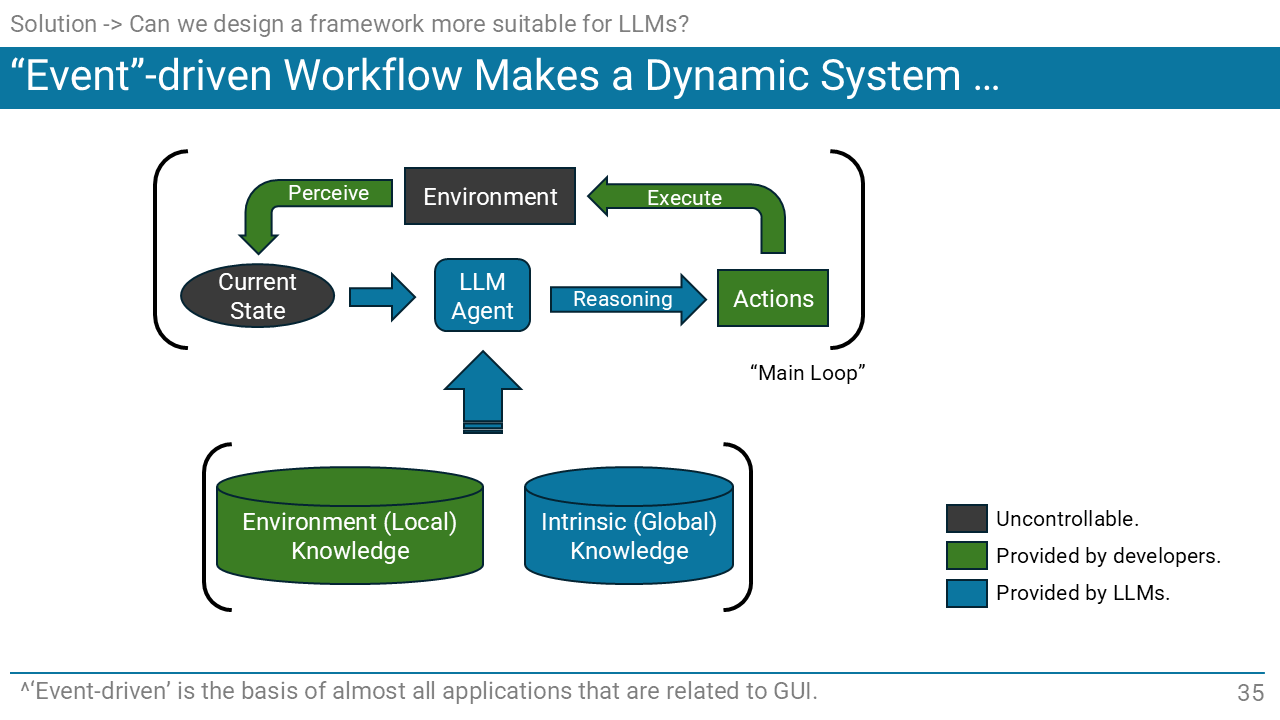 Solution -> Can we design a framework more suitable for LLMs?
“Event”-driven Workflow Makes a Dynamic System …
Perceive
Environment
Execute
Current
State
LLM
Agent
Reasoning
Actions
“Main Loop”
Environment (Local)
Knowledge
Intrinsic (Global)
Knowledge
Uncontrollable.
Provided by developers.
Provided by LLMs.
^‘Event-driven’ is the basis of almost all applications that are related to GUI.
35